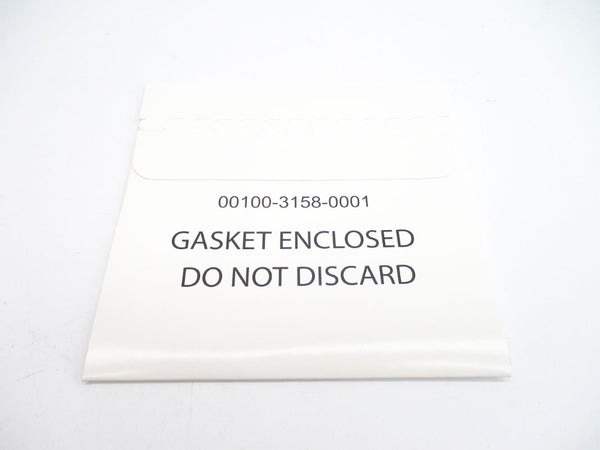 00100-3158-0001
GASKET ENCLOSED
DO NOT DISCARD